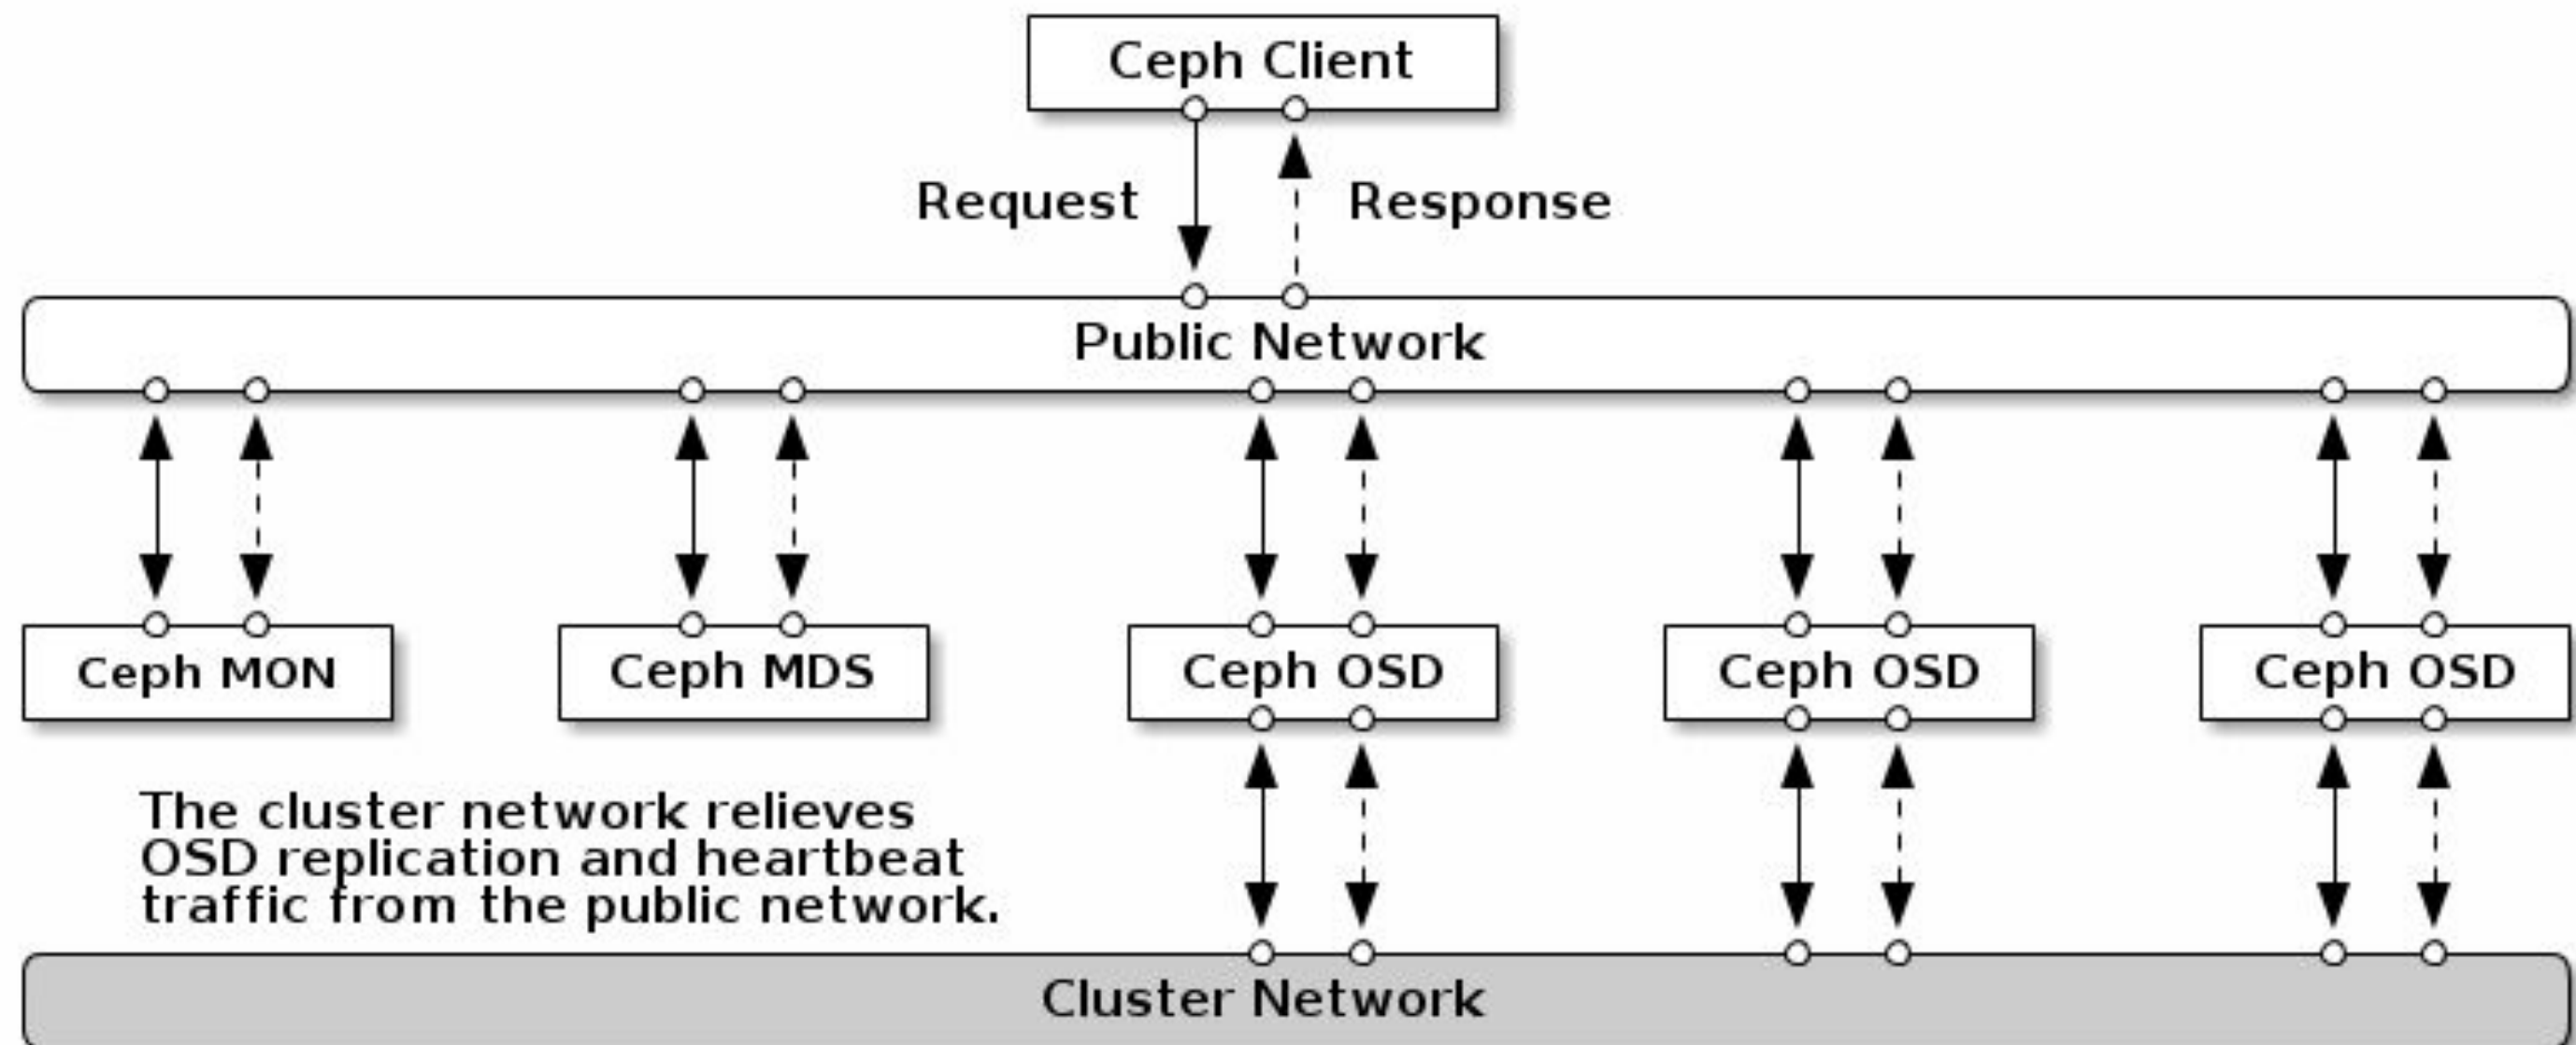 Ceph Client
Request
Response
Public Network
Ceph MON
Ceph MDS
Ceph OSD
Ceph OSD
Ceph OSD
The cluster network relieves
OSD replication and heartbeat
traffic from the public network.
Cluster Network